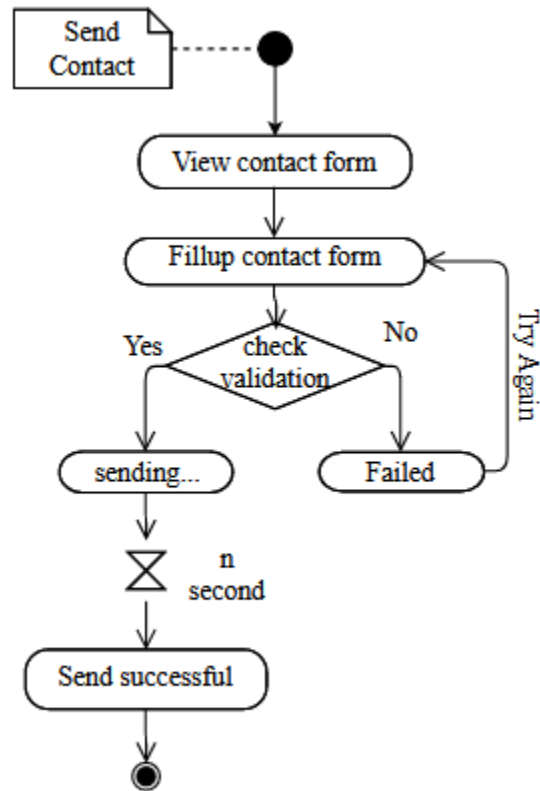 Send
Contact
View contact form
Fillup contact form
check
validation
Yes
No
Try Again
sending...
Failed
n
second
Send successful